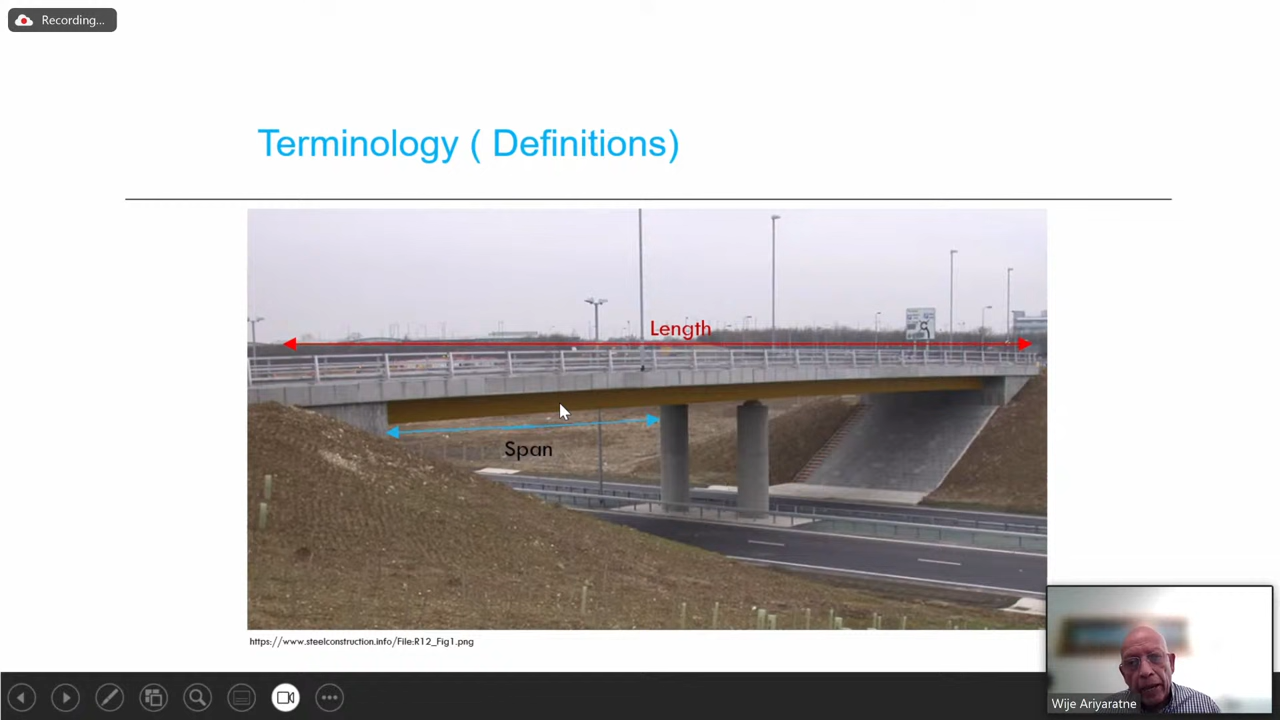 Recording...
Terminology ( Definitions)
Length
Span
https://www.steelconstruction.info/File:R12_Fig1.png
Wije Ariyaratne